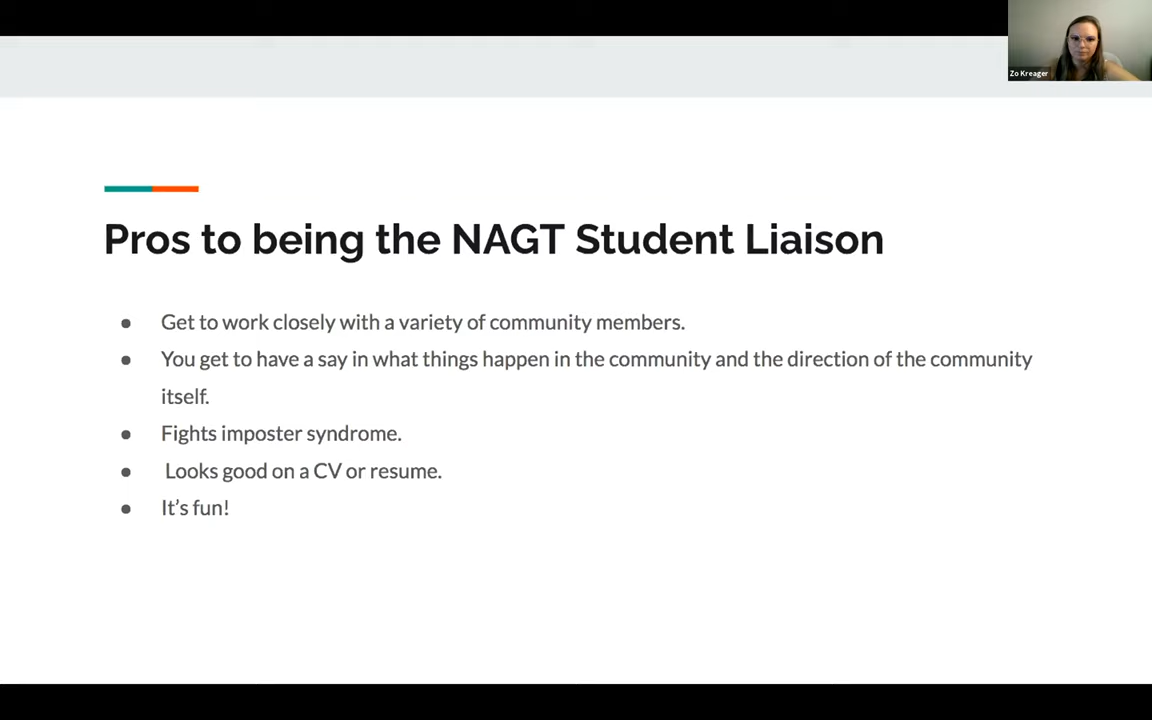 Zo Kreager
Pros to being the NAGT Student Liaison
● Get to work closely with a variety of community members.
● You get to have a say in what things happen in the community and the direction of the community
itself.
● Fights imposter syndrome.
● Looks good on a CV or resume.
● It’s fun!